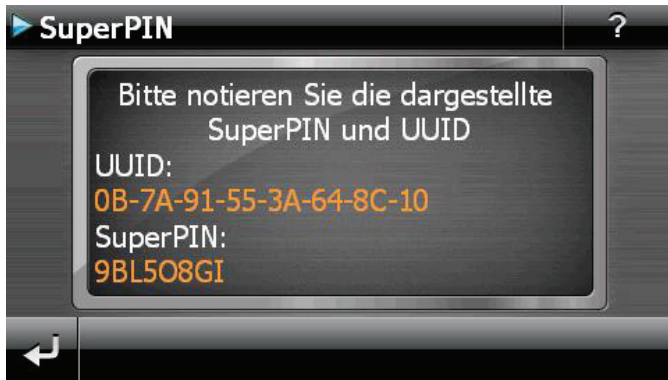 SuperPIN
?
Bitte notieren Sie die dargestellte
SuperPIN und UUID
UUID:
0B-7A-91-55-3A-64-8C-10
SuperPIN:
9BL5O8GI